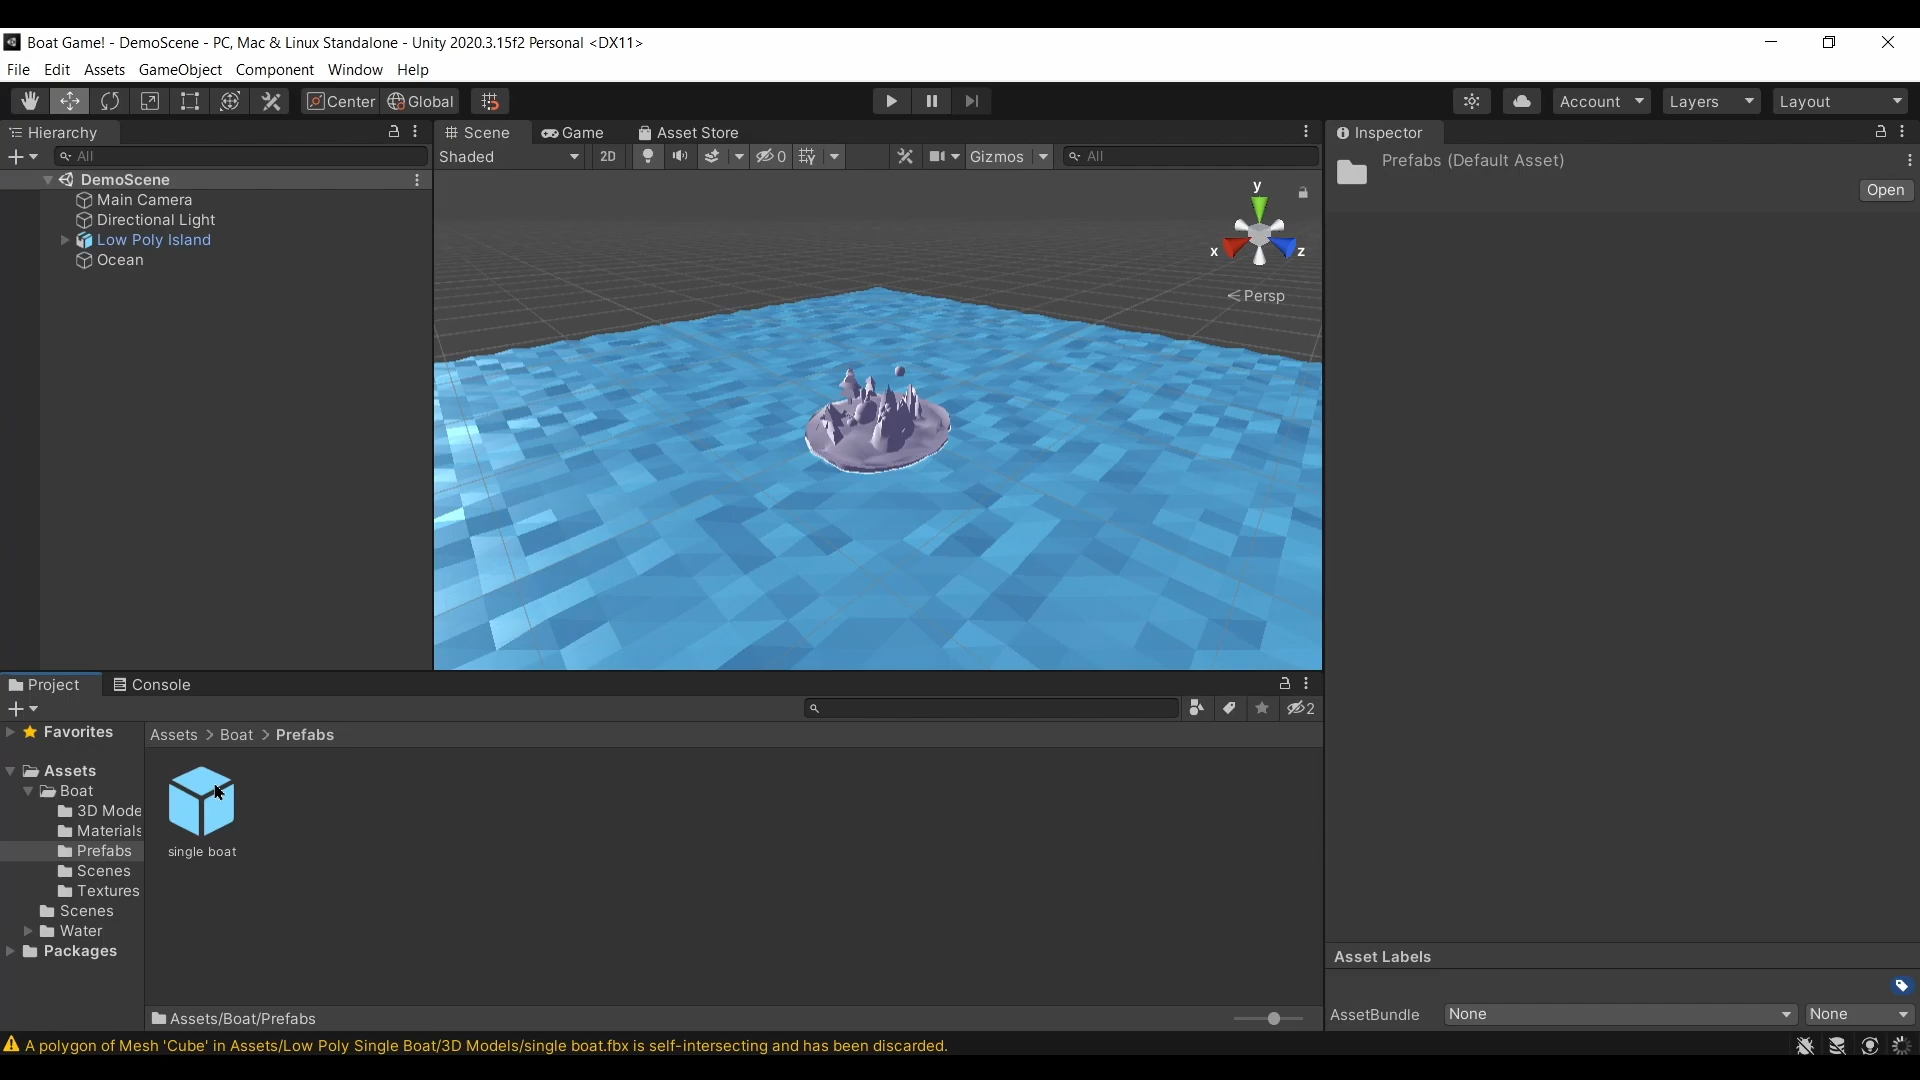 Boat Game! - DemoScene - PC, Mac & Linux Standalone - Unity 2020.3.15f2 Personal <DX11>
File Edit Assets GameObject Component Window Help
Center Global Account Layers Layout
Hierarchy
All
DemoScene
Main Camera
Directional Light
Low Poly Island
Ocean
Scene Game Asset Store
Shaded 2D 0 Gizmos All
y
x z
Persp
Inspector
Prefabs (Default Asset)
Open
Project Console
2
Favorites
Assets
Boat
3D Mode
Materials
Prefabs
Scenes
Textures
Scenes
Water
Packages
Assets > Boat > Prefabs
single boat
Assets/Boat/Prefabs
Asset Labels
AssetBundle None None
A polygon of Mesh 'Cube' in Assets/Low Poly Single Boat/3D Models/single boat.fbx is self-intersecting and has been discarded.